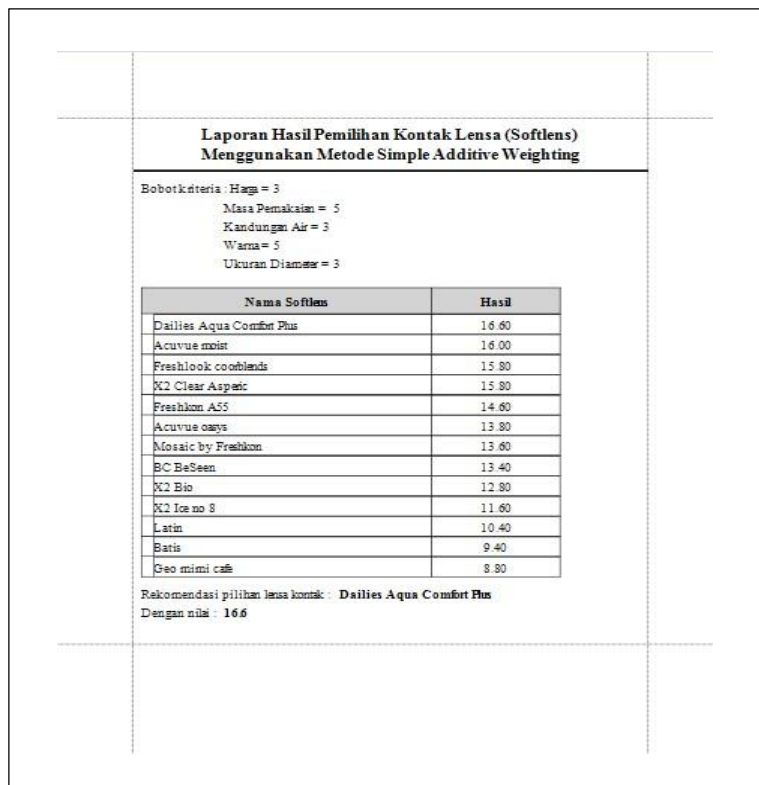 Laporan Hasil Pemilihan Kontak Lensa (Softlens)
Menggunakan Metode Simple Additive Weighting
Bobot kriteria : Harga = 3
Masa Pemakaian = 5
Kandungan Air = 3
Warna = 5
Ukuran Diameter = 3
Nama Softlens Hasil
Dailies Aqua Comfort Plus 16.60
Acuvue moist 16.00
Freshlook coorblends 15.80
X2 Clear Asperic 15.80
Freshkon A55 14.60
Acuvue oasys 13.80
Mosaic by Freshkon 13.60
BC BeSeen 13.40
X2 Bio 12.80
X2 Ice no 8 11.60
Latin 10.40
Batis 9.40
Geo mimi cafe 8.80
Rekomendasi pilihan lensa kontak : Dailies Aqua Comfort Plus
Dengan nilai : 16.6